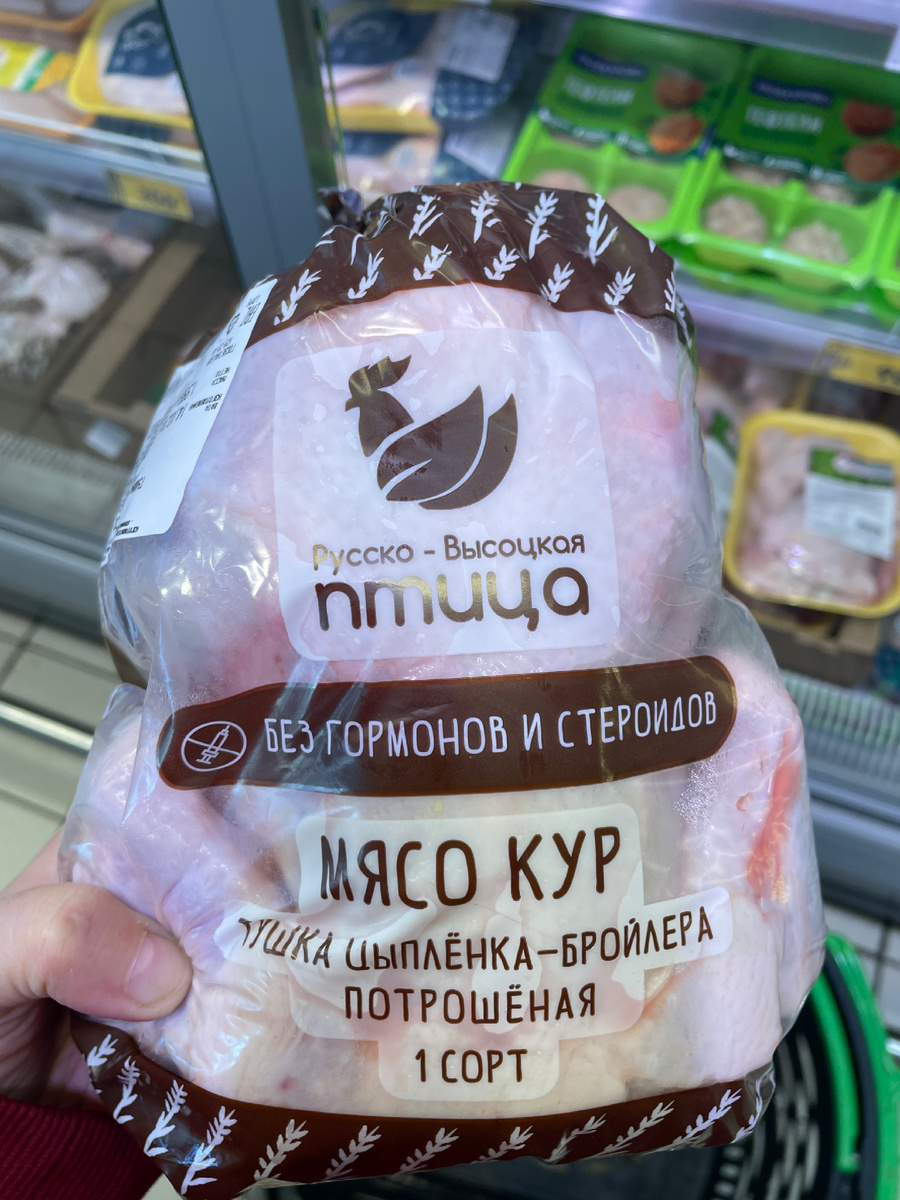 Русско - Высоцкая
птица
БЕЗ ГОРМОНОВ И СТЕРОИДОВ
МЯСО КУР
ТУШКА ЦЫПЛЁНКА-БРОЙЛЕРА
ПОТРОШЁНАЯ
1 СОРТ